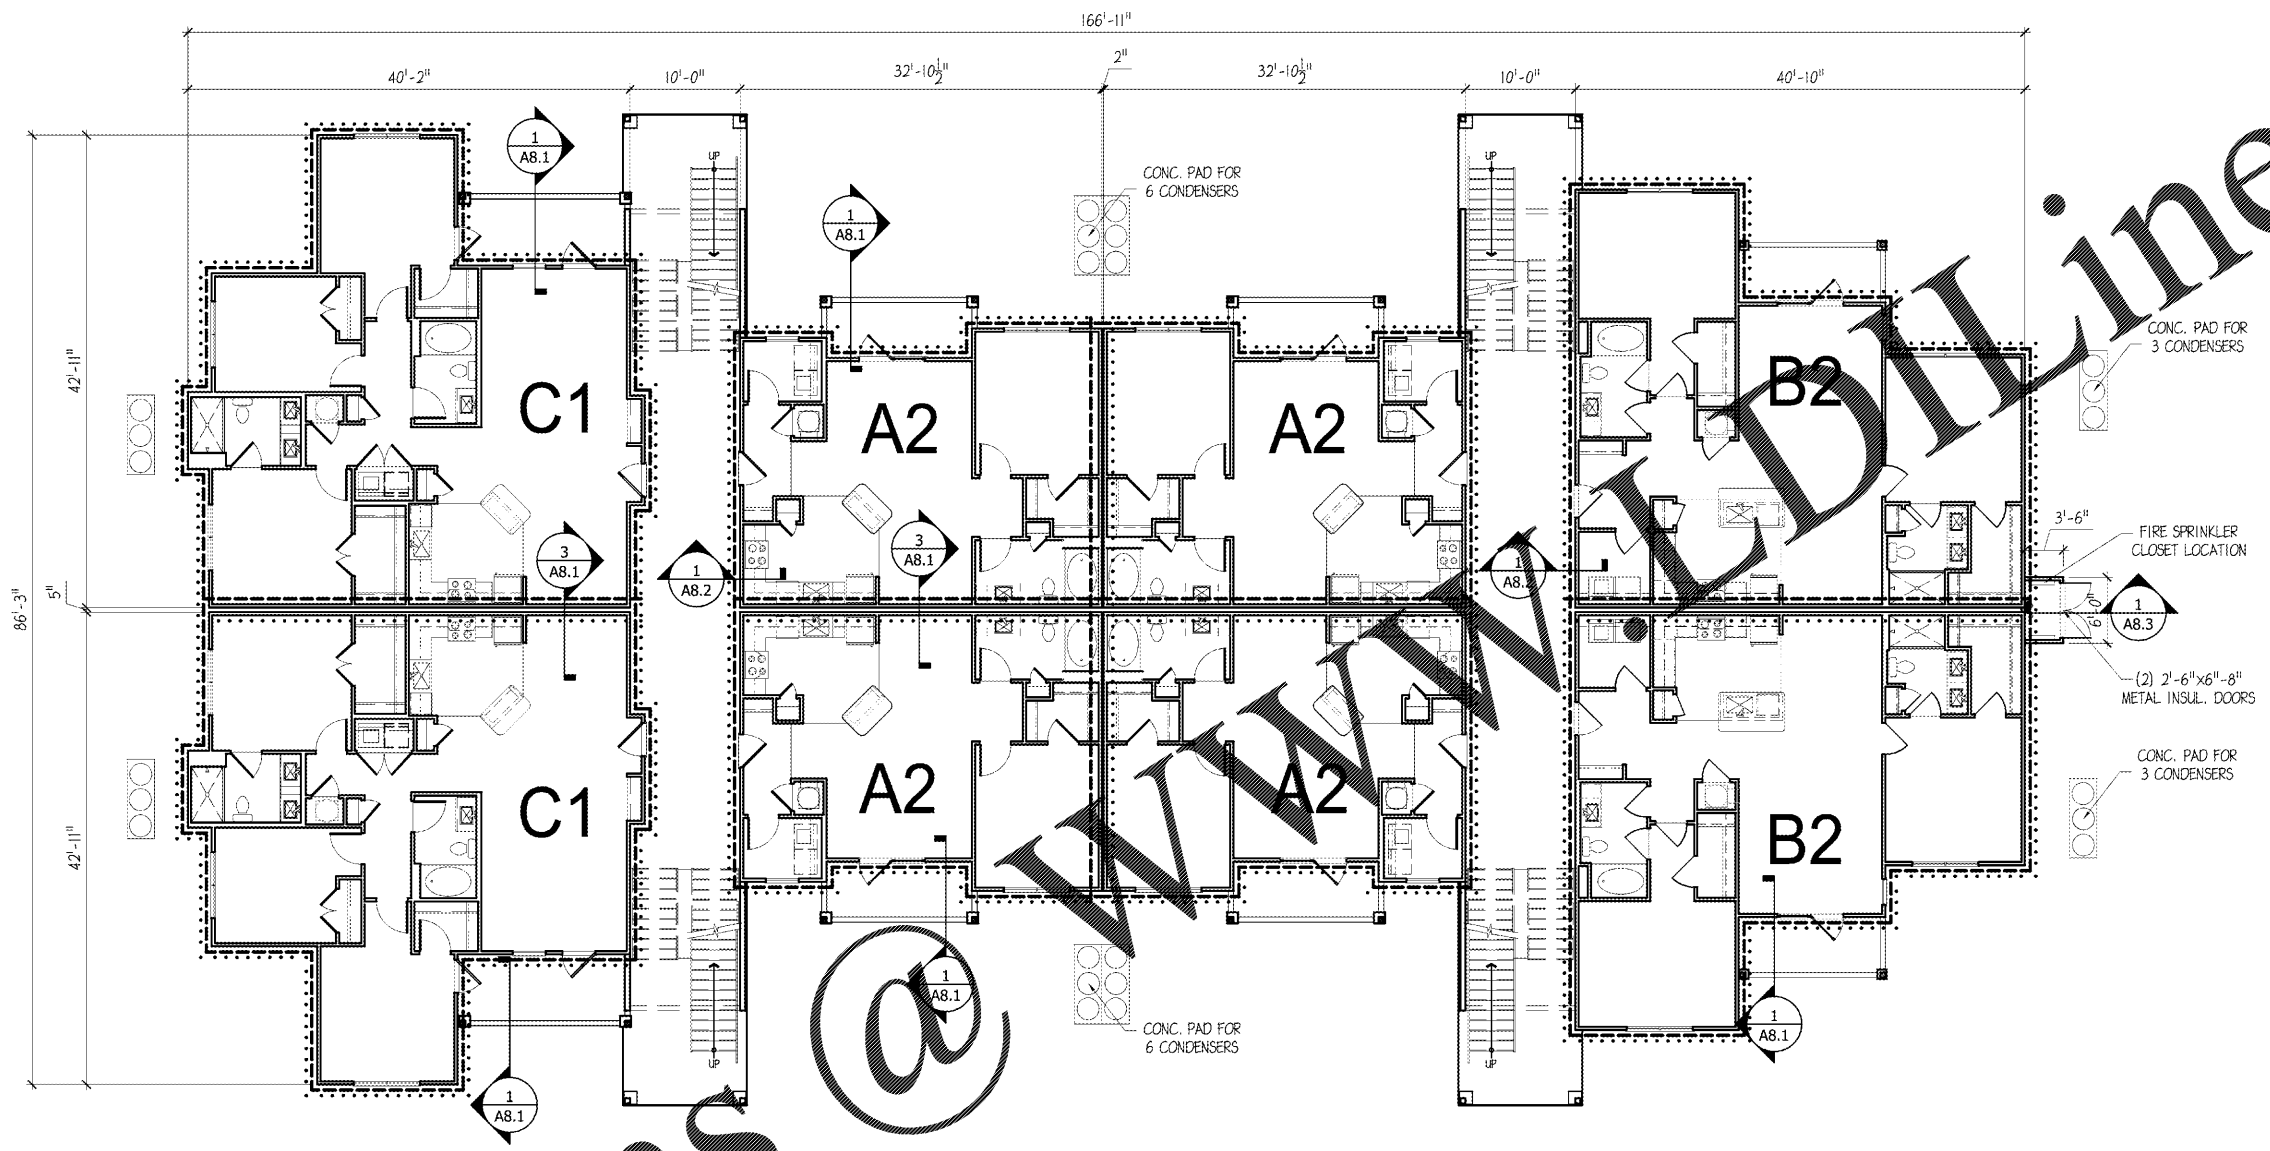 166'-11"
2"
40'-2"
10'-0"
32'-10½"
32'-10½"
10'-0"
40'-10"
1
A8.1
UP
UP
CONC. PAD FOR
6 CONDENSERS
1
A8.1
CONC. PAD FOR
3 CONDENSERS
42'-11"
C1
A2
A2
B2
3'-6"
FIRE SPRINKLER
CLOSET LOCATION
3
A8.1
3
A8.1
1
A8.2
1
A8.2
5"
86'-3"
6'-0"
1
A8.3
(2) 2'-6"x6"-8"
METAL INSUL. DOORS
CONC. PAD FOR
3 CONDENSERS
C1
A2
A2
B2
42'-11"
1
A8.1
CONC. PAD FOR
6 CONDENSERS
1
A8.1
UP
UP
1
A8.1
s @ www.LDILine